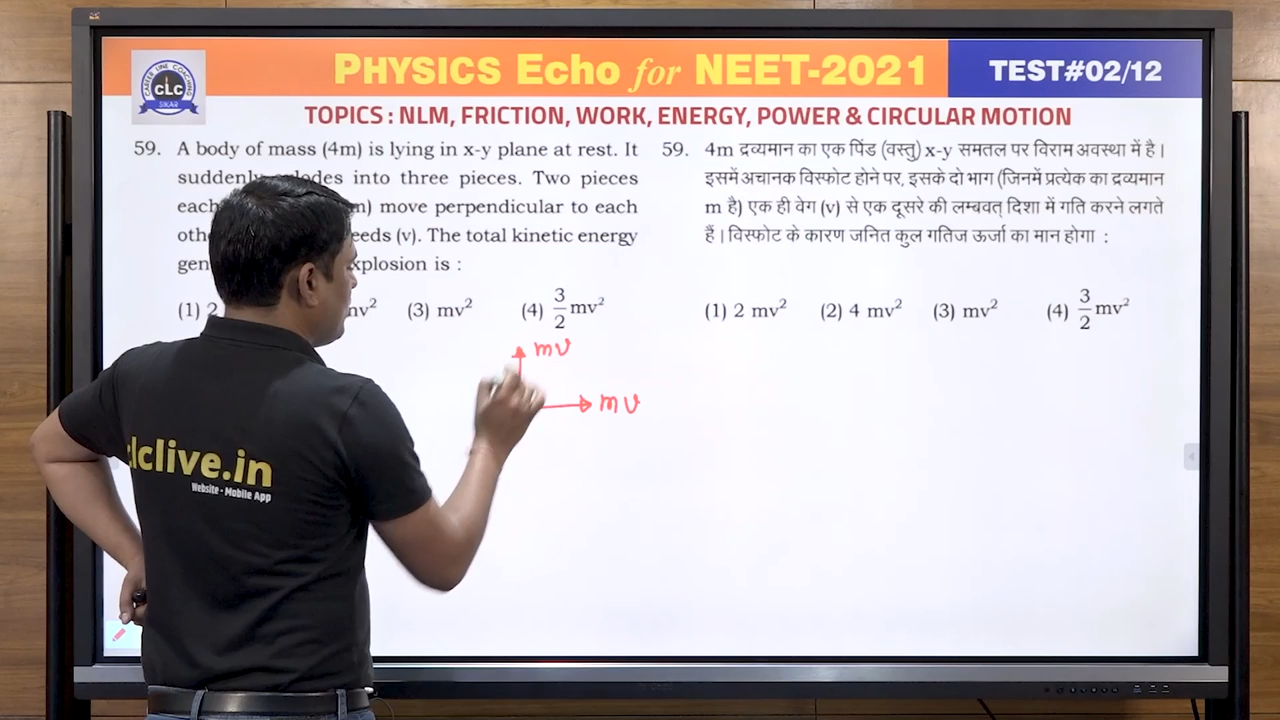 PHYSICS Echo for NEET-2021
TEST#02/12
CAREER LINE COACHING
CLC
SIKAR
TOPICS : NLM, FRICTION, WORK, ENERGY, POWER & CIRCULAR MOTION
59. A body of mass (4m) is lying in x-y plane at rest. It
suddenly explodes into three pieces. Two pieces
each move perpendicular to each
eeds (v). The total kinetic energy
xplosion is :
(1) 2 mv² (3) mv² (4) 3/2 mv²
mv
mv
59. 4m द्रव्यमान का एक पिंड (वस्तु) x-y समतल पर विराम अवस्था में है।
इसमें अचानक विस्फोट होने पर, इसके दो भाग (जिनमें प्रत्येक का द्रव्यमान
m है) एक ही वेग (v) से एक दूसरे की लम्बवत् दिशा में गति करने लगते
हैं। विस्फोट के कारण जनित कुल गतिज ऊर्जा का मान होगा :
(1) 2 mv² (2) 4 mv² (3) mv² (4) 3/2 mv²
clclive.in
Website - Mobile App